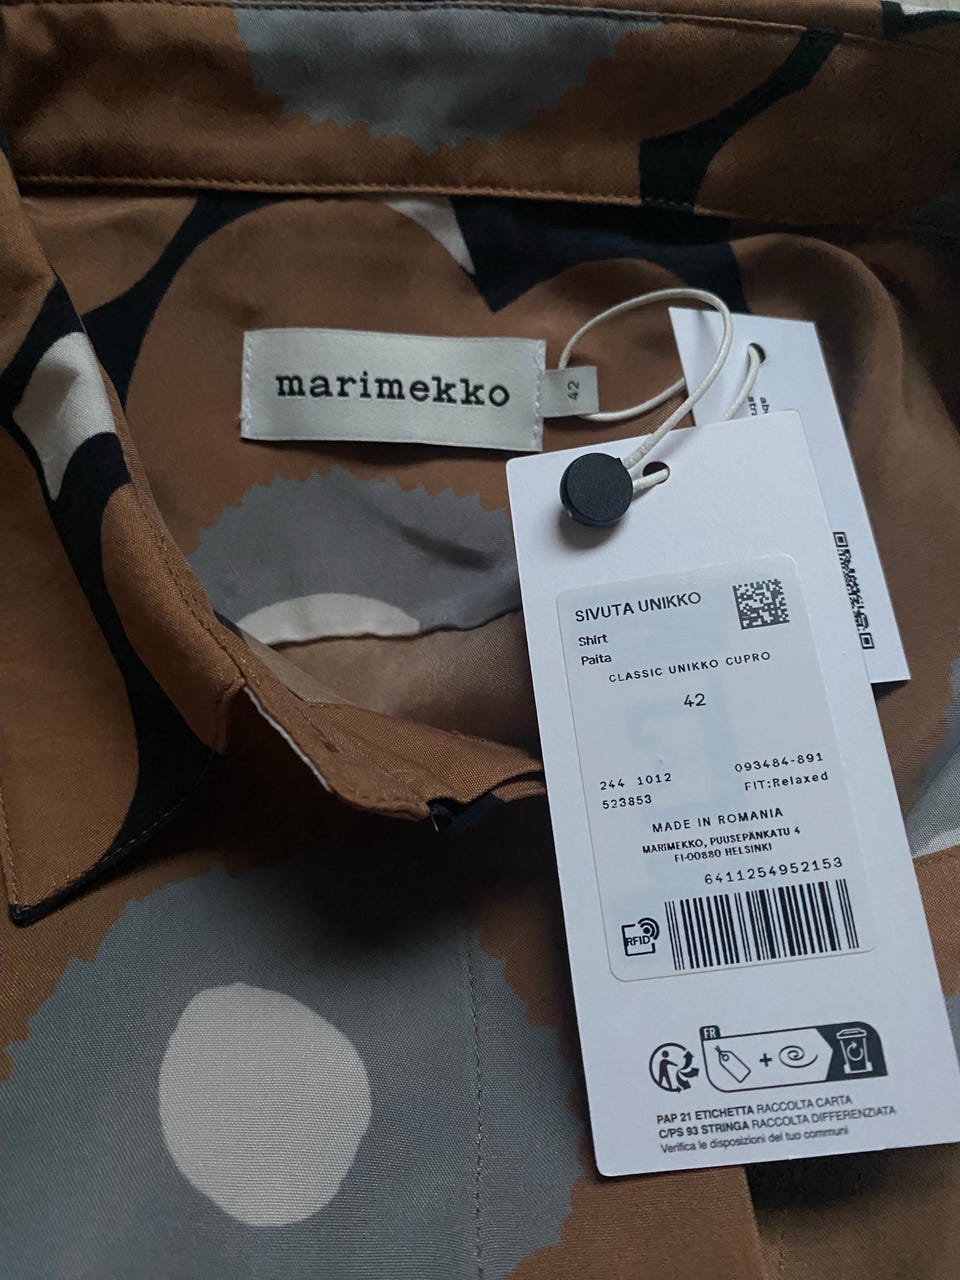 marimekko
42
SIVUTA UNIKKO
Shirt
Paita
CLASSIC UNIKKO CUPRO
42
244 1012
093484-891
523853
FIT:Relaxed
MADE IN ROMANIA
MARIMEKKO, PUUSEPÄNKATU 4
FI-00880 HELSINKI
6411254952153
RFID
FR
PAP 21 ETICHETTA RACCOLTA CARTA
C/PS 93 STRINGA RACCOLTA DIFFERENZIATA
Verifica le disposizioni del tuo communi